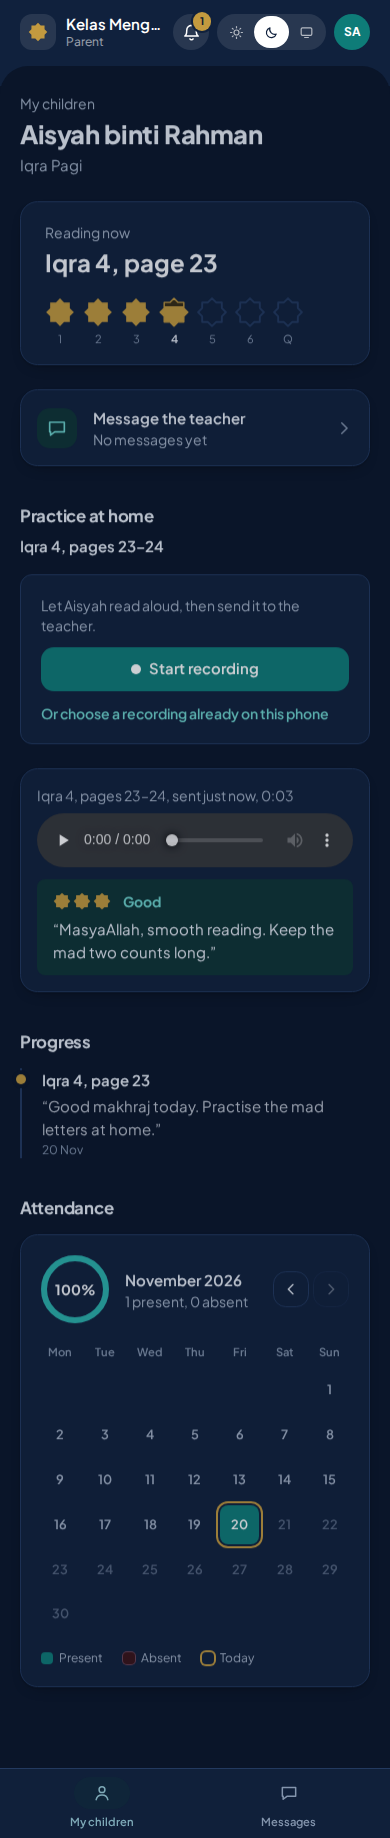 Kelas Meng...
Parent
1
SA
My children
Aisyah binti Rahman
Iqra Pagi
Reading now
Iqra 4, page 23
1 2 3 4 5 6 Q
Message the teacher
No messages yet
Practice at home
Iqra 4, pages 23–24
Let Aisyah read aloud, then send it to the
teacher.
Start recording
Or choose a recording already on this phone
Iqra 4, pages 23–24, sent just now, 0:03
0:00 / 0:00
Good
“MasyaAllah, smooth reading. Keep the
mad two counts long.”
Progress
Iqra 4, page 23
“Good makhraj today. Practise the mad
letters at home.”
20 Nov
Attendance
100%
November 2026
1 present, 0 absent
Mon Tue Wed Thu Fri Sat Sun
1
2 3 4 5 6 7 8
9 10 11 12 13 14 15
16 17 18 19 20 21 22
23 24 25 26 27 28 29
30
Present Absent Today
My children Messages